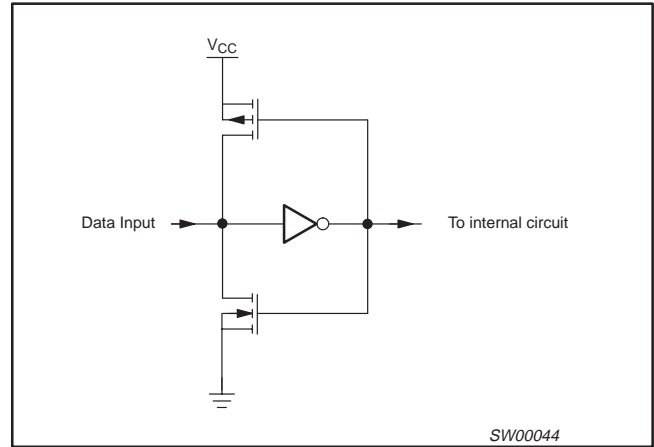 VCC
Data Input
To internal circuit
SW00044